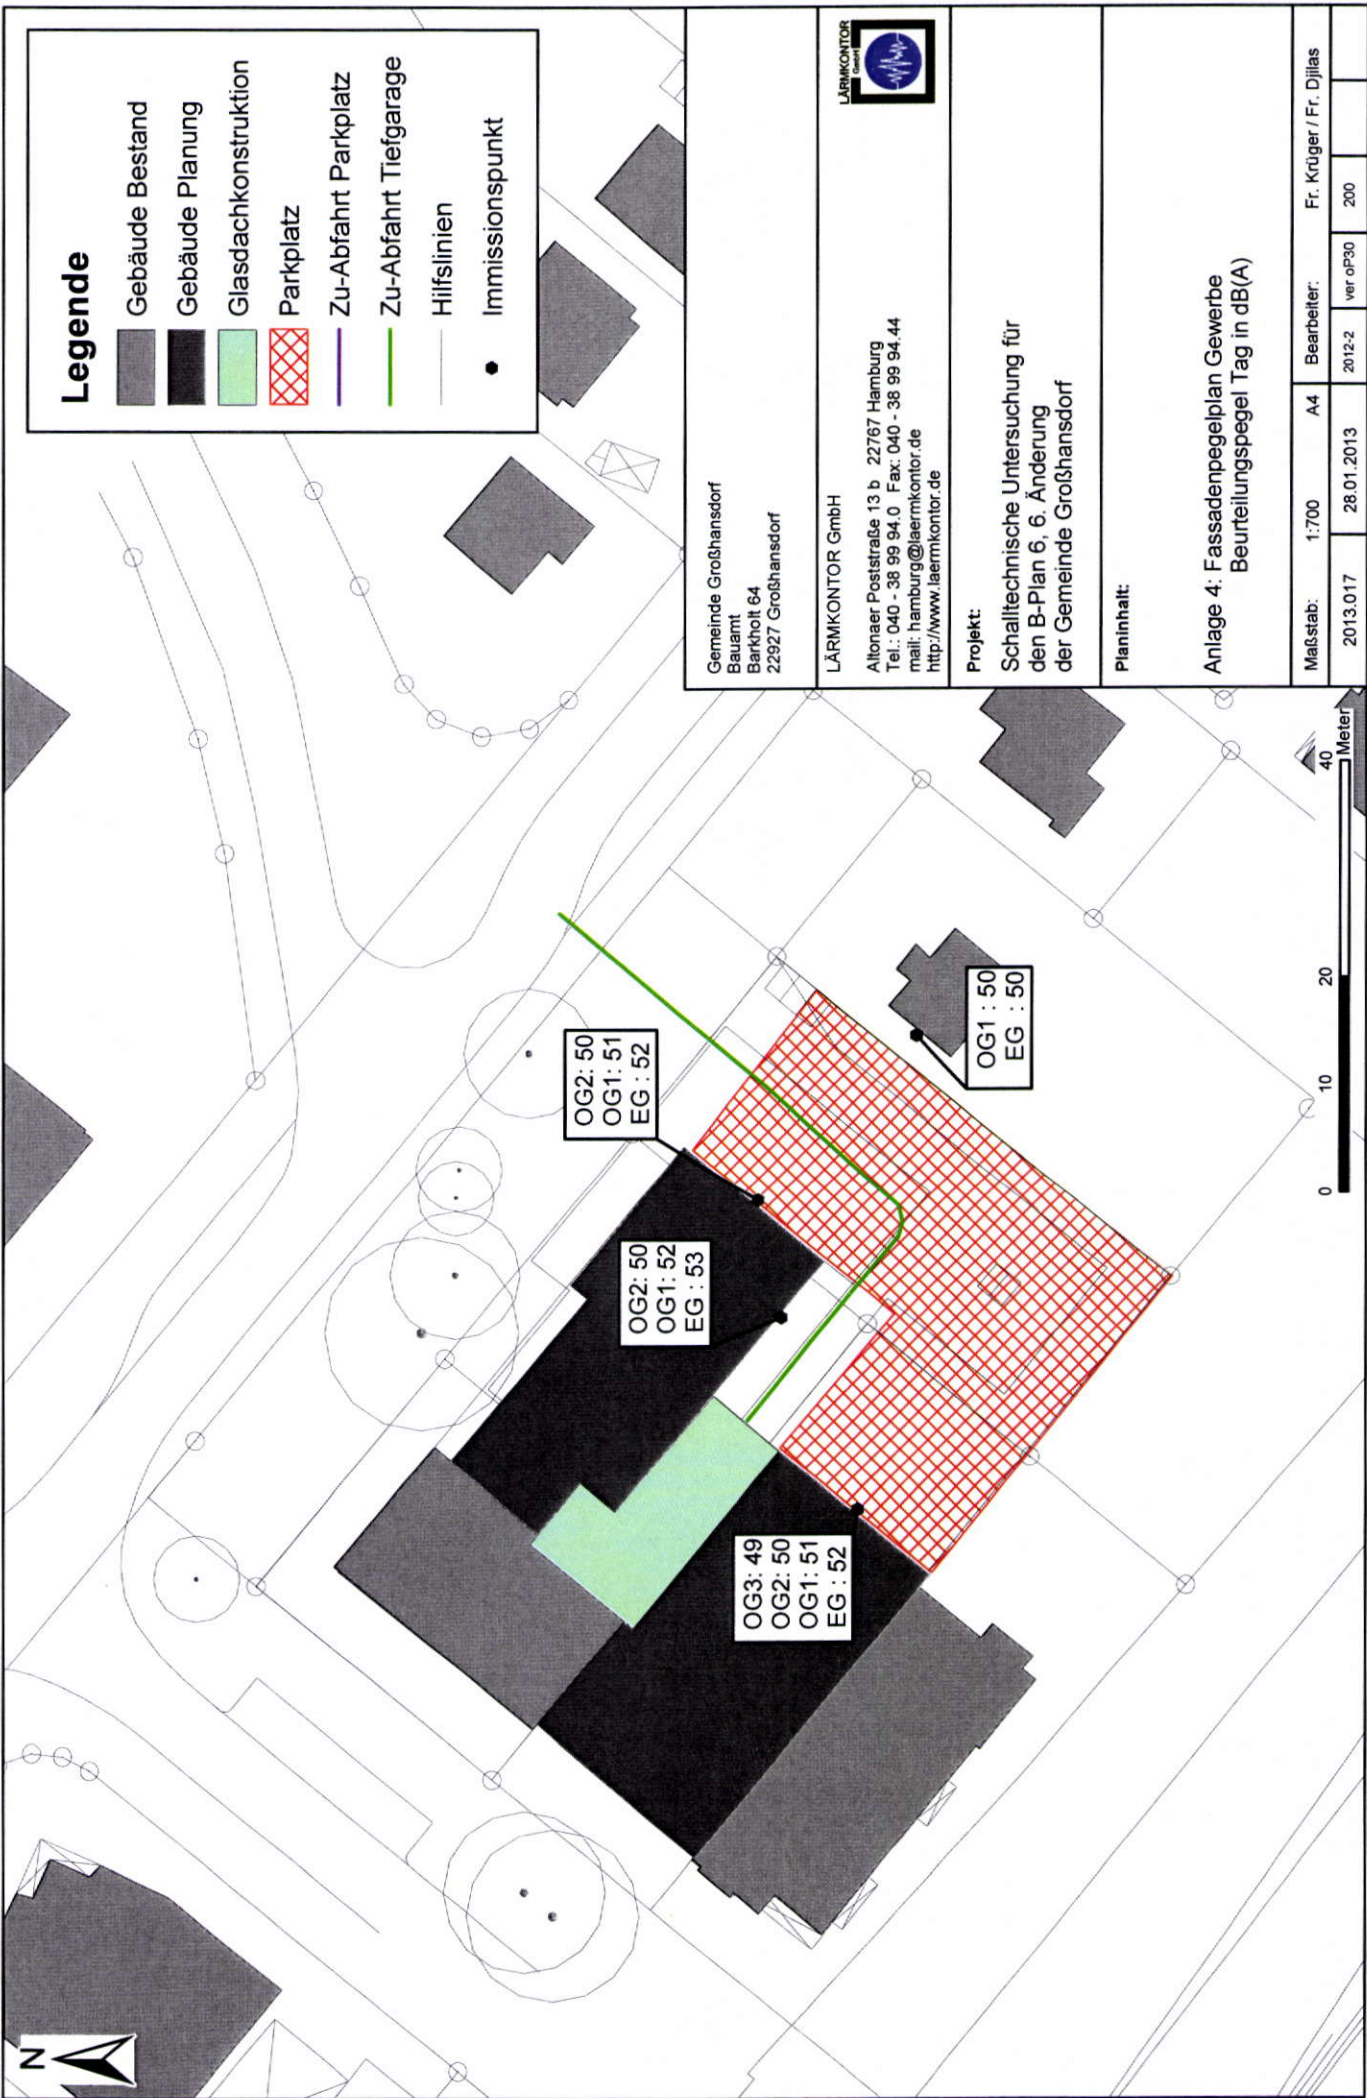 N
Legende
Gebäude Bestand
Gebäude Planung
Glasdachkonstruktion
Parkplatz
Zu-Abfahrt Parkplatz
Zu-Abfahrt Tiefgarage
Hilfslinien
Immissionspunkt
OG2: 50
OG1: 52
EG : 53
OG2: 50
OG1: 51
EG : 52
OG3: 49
OG2: 50
OG1: 51
EG : 52
OG1 : 50
EG : 50
0 10 20 40
Meter
Gemeinde Großhansdorf
Bauamt
Barkholt 64
22927 Großhansdorf
LÄRMKONTOR GmbH
Altonaer Poststraße 13 b 22767 Hamburg
Tel.: 040 - 38 99 94.0 Fax: 040 - 38 99 94.44
mail: hamburg@laermkontor.de
http://www.laermkontor.de
LÄRMKONTOR
GmbH
Projekt:
Schalltechnische Untersuchung für
den B-Plan 6, 6. Änderung
der Gemeinde Großhansdorf
Planinhalt:
Anlage 4: Fassadenpegelplan Gewerbe
Beurteilungspegel Tag in dB(A)
Maßstab: 1:700 A4 Bearbeiter: Fr. Krüger / Fr. Djilas
2013.017 28.01.2013 2012-2 ver oP30 200